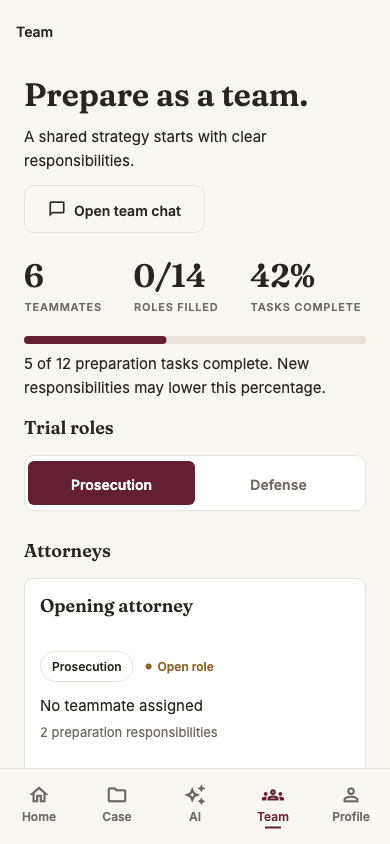 Team
Prepare as a team.
A shared strategy starts with clear
responsibilities.
Open team chat
6 0/14 42%
TEAMMATES ROLES FILLED TASKS COMPLETE
5 of 12 preparation tasks complete. New
responsibilities may lower this percentage.
Trial roles
Prosecution Defense
Attorneys
Opening attorney
Prosecution Open role
No teammate assigned
2 preparation responsibilities
Home Case AI Team Profile